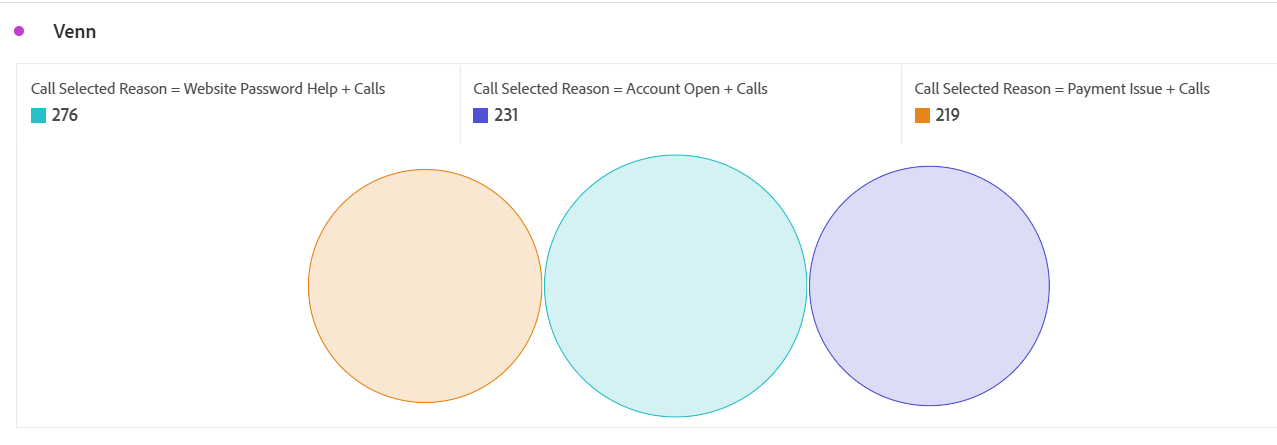 Venn
Call Selected Reason = Website Password Help + Calls
276
Call Selected Reason = Account Open + Calls
231
Call Selected Reason = Payment Issue + Calls
219